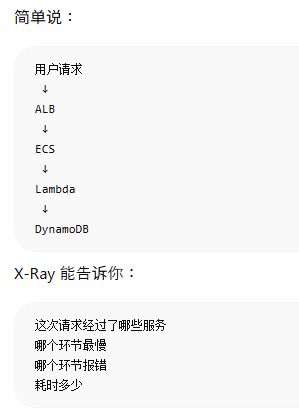 简单说：
用户请求
↓
ALB
↓
ECS
↓
Lambda
↓
DynamoDB
X-Ray 能告诉你：
这次请求经过了哪些服务
哪个环节最慢
哪个环节报错
耗时多少